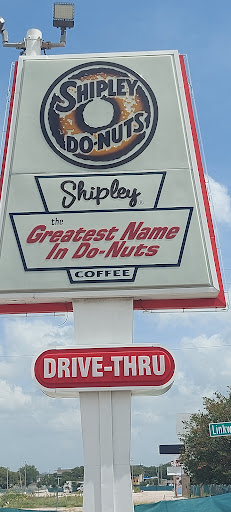 SHIPLEY
DO-NUTS
Shipley
the
Greatest Name
In Do-Nuts
COFFEE
DRIVE-THRU